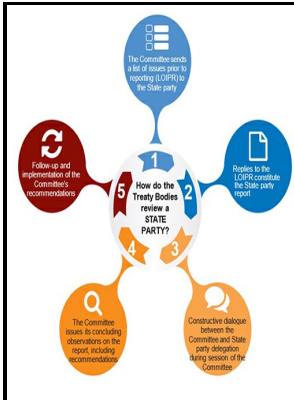 The Committee sends
a list of issues prior to
reporting (LOIPR) to
the State party
1
Replies to the
LOIPR constitute
the State party
report
2
Constructive dialogue
between the
Committee and State
party delegation
during session of the
Committee
3
The Committee
issues its concluding
observations on the
report, including
recommendations
4
Follow-up and
implementation of the
Committee's
recommendations
5
How do the
Treaty Bodies
review a
STATE
PARTY?